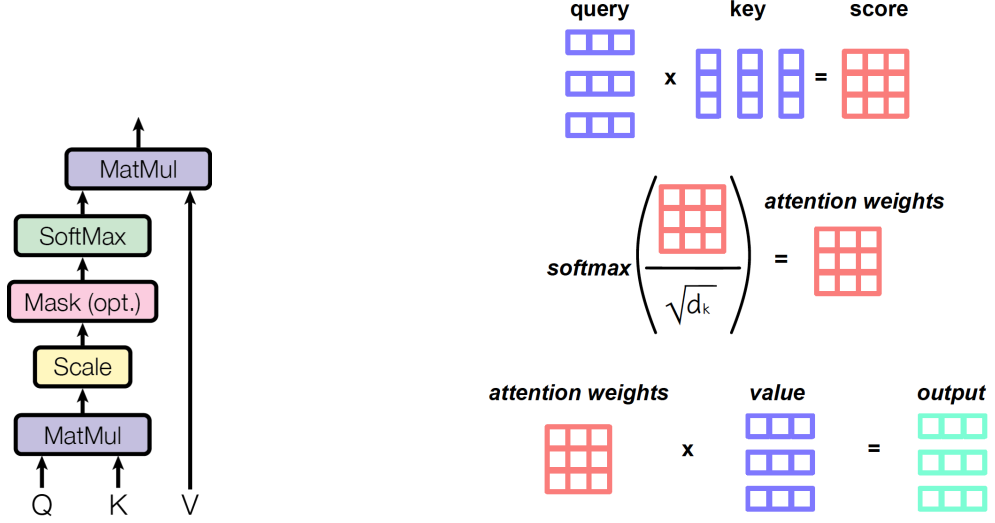 MatMul
SoftMax
Mask (opt.)
Scale
MatMul
Q K V
query key score
x =
softmax √dₖ = attention weights
attention weights value output
x =